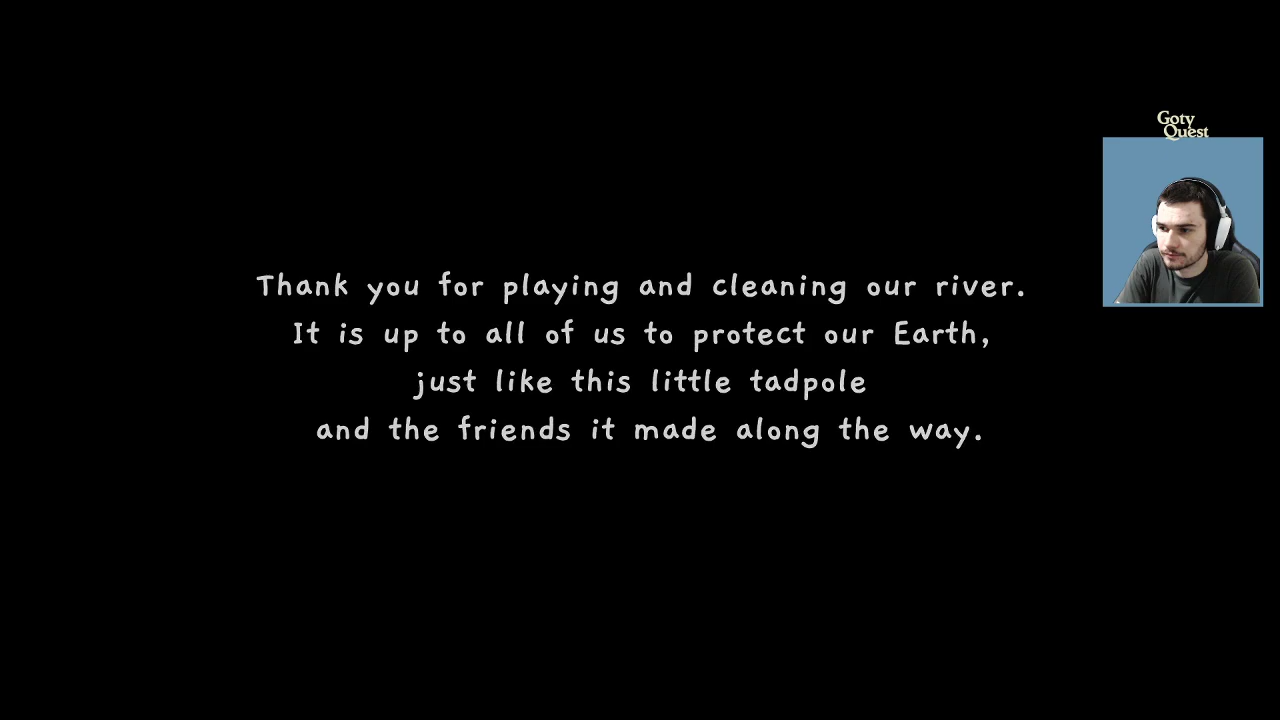 Goty
Quest
Thank you for playing and cleaning our river.
It is up to all of us to protect our Earth,
just like this little tadpole
and the friends it made along the way.